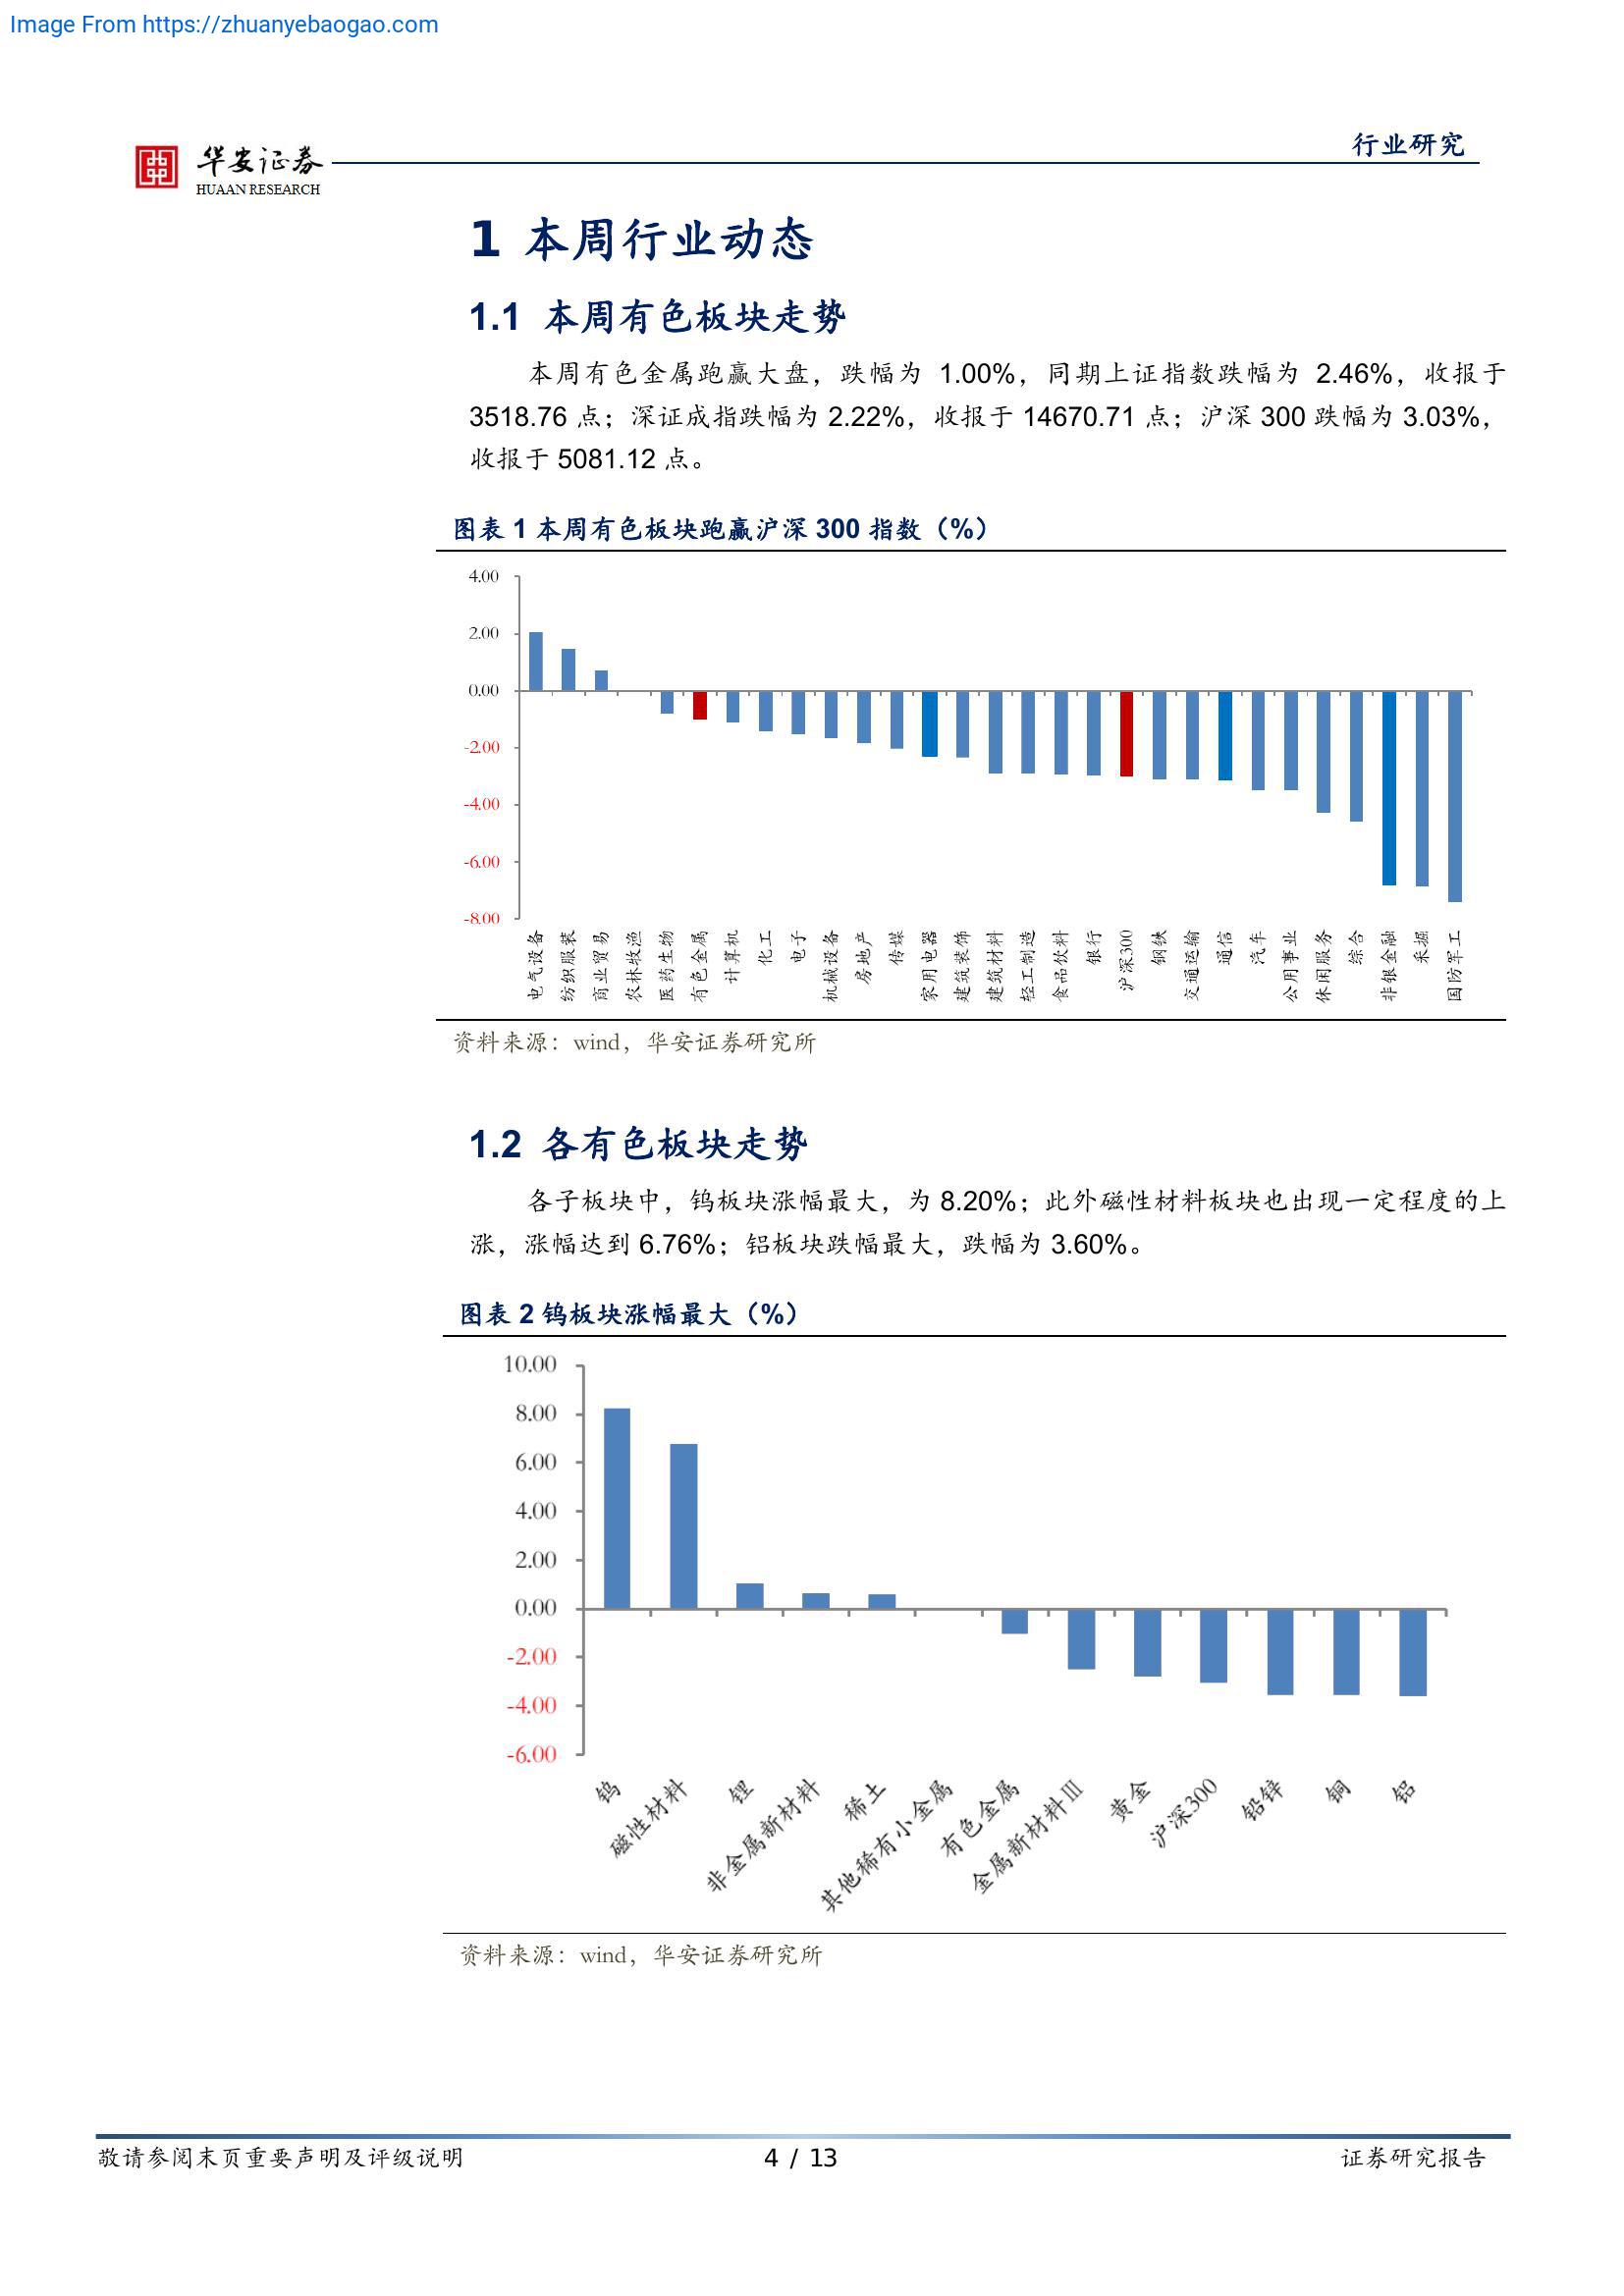 Image From https://zhuanyebaogao.com
华安证券
HUAAN RESEARCH
行业研究
1 本周行业动态
1.1 本周有色板块走势
本周有色金属跑赢大盘，跌幅为 1.00%，同期上证指数跌幅为 2.46%，收报于
3518.76 点；深证成指跌幅为 2.22%，收报于 14670.71 点；沪深 300 跌幅为 3.03%，
收报于 5081.12 点。
图表 1 本周有色板块跑赢沪深 300 指数（%）
4.00
2.00
0.00
-2.00
-4.00
-6.00
-8.00
电气设备
纺织服装
商业贸易
农林牧渔
医药生物
有色金属
计算机
化工
电子
机械设备
房地产
传媒
家用电器
建筑装饰
建筑材料
轻工制造
食品饮料
银行
沪深300
钢铁
交通运输
通信
汽车
公用事业
休闲服务
综合
非银金融
采掘
国防军工
资料来源：wind，华安证券研究所
1.2 各有色板块走势
各子板块中，钨板块涨幅最大，为 8.20%；此外磁性材料板块也出现一定程度的上
涨，涨幅达到 6.76%；铝板块跌幅最大，跌幅为 3.60%。
图表 2 钨板块涨幅最大（%）
10.00
8.00
6.00
4.00
2.00
0.00
-2.00
-4.00
-6.00
钨
磁性材料
锂
非金属新材料
稀土
其他稀有小金属
有色金属
金属新材料Ⅲ
黄金
沪深300
铅锌
铜
铝
资料来源：wind，华安证券研究所
敬请参阅末页重要声明及评级说明
4 / 13
证券研究报告